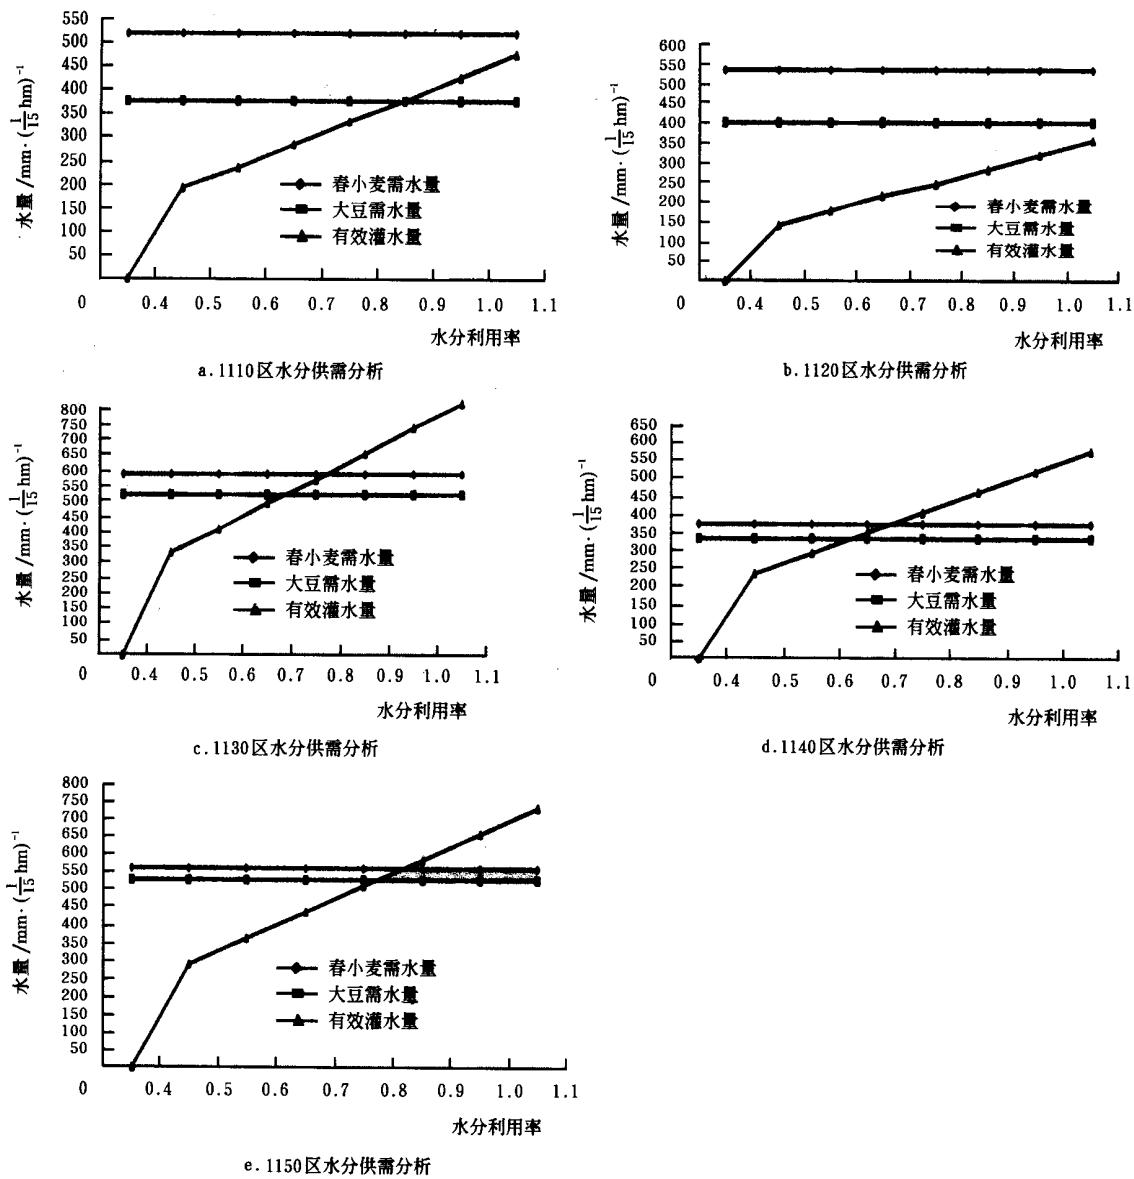 水量/mm·(1/15 hm)⁻¹
550
500
450
400
350
300
250
200
150
100
50
0
春小麦需水量
大豆需水量
有效灌水量
0.4 0.5 0.6 0.7 0.8 0.9 1.0 1.1
水分利用率
a.1110区水分供需分析
水量/mm·(1/15 hm)⁻¹
600
550
500
450
400
350
300
250
200
150
100
50
0
春小麦需水量
大豆需水量
有效灌水量
0.4 0.5 0.6 0.7 0.8 0.9 1.0 1.1
水分利用率
b.1120区水分供需分析
水量/mm·(1/15 hm)⁻¹
800
750
700
650
600
550
500
450
400
350
300
250
200
150
100
50
0
春小麦需水量
大豆需水量
有效灌水量
0.4 0.5 0.6 0.7 0.8 0.9 1.0 1.1
水分利用率
c.1130区水分供需分析
水量/mm·(1/15 hm)⁻¹
650
600
550
500
450
400
350
300
250
200
150
100
50
0
春小麦需水量
大豆需水量
有效灌水量
0.4 0.5 0.6 0.7 0.8 0.9 1.0 1.1
水分利用率
d.1140区水分供需分析
水量/mm·(1/15 hm)⁻¹
800
750
700
650
600
550
500
450
400
350
300
250
200
150
100
50
0
春小麦需水量
大豆需水量
有效灌水量
0.4 0.5 0.6 0.7 0.8 0.9 1.0 1.1
水分利用率
e.1150区水分供需分析